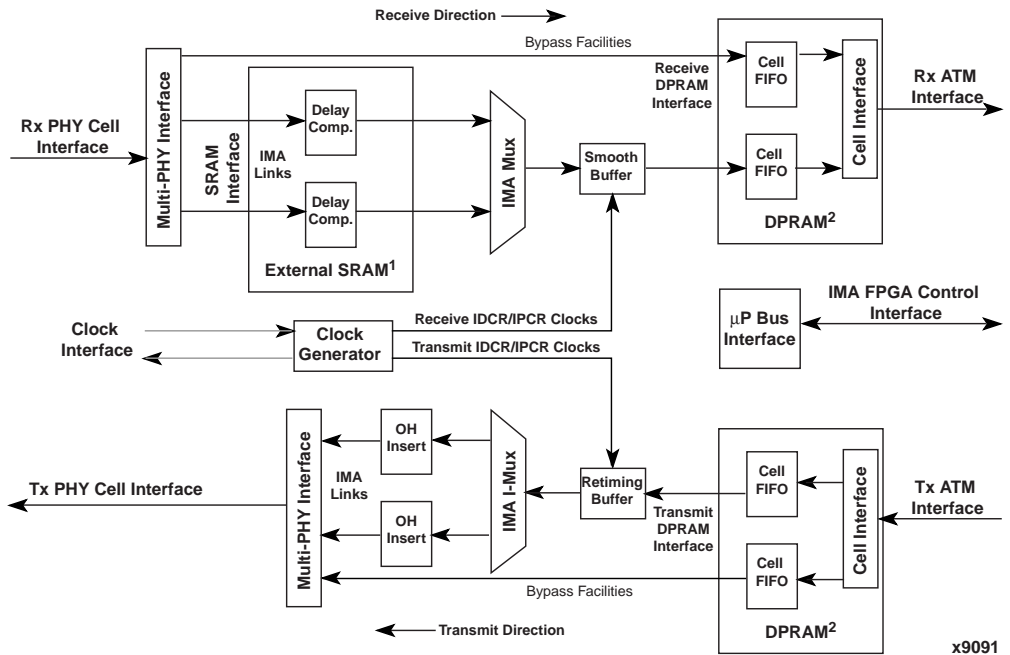 Receive Direction
Bypass Facilities
Rx PHY Cell
Interface
Multi-PHY Interface
SRAM
Interface
IMA
Links
Delay
Comp.
Delay
Comp.
External SRAM1
IMA Mux
Smooth
Buffer
Receive
DPRAM
Interface
Cell
FIFO
Cell
FIFO
Cell Interface
DPRAM2
Rx ATM
Interface
Clock
Interface
Clock
Generator
Receive IDCR/IPCR Clocks
Transmit IDCR/IPCR Clocks
μP Bus
Interface
IMA FPGA Control
Interface
Tx PHY Cell Interface
Multi-PHY Interface
IMA
Links
OH
Insert
OH
Insert
IMA I-Mux
Retiming
Buffer
Transmit
DPRAM
Interface
Cell
FIFO
Cell
FIFO
Cell Interface
DPRAM2
Tx ATM
Interface
Bypass Facilities
Transmit Direction
x9091